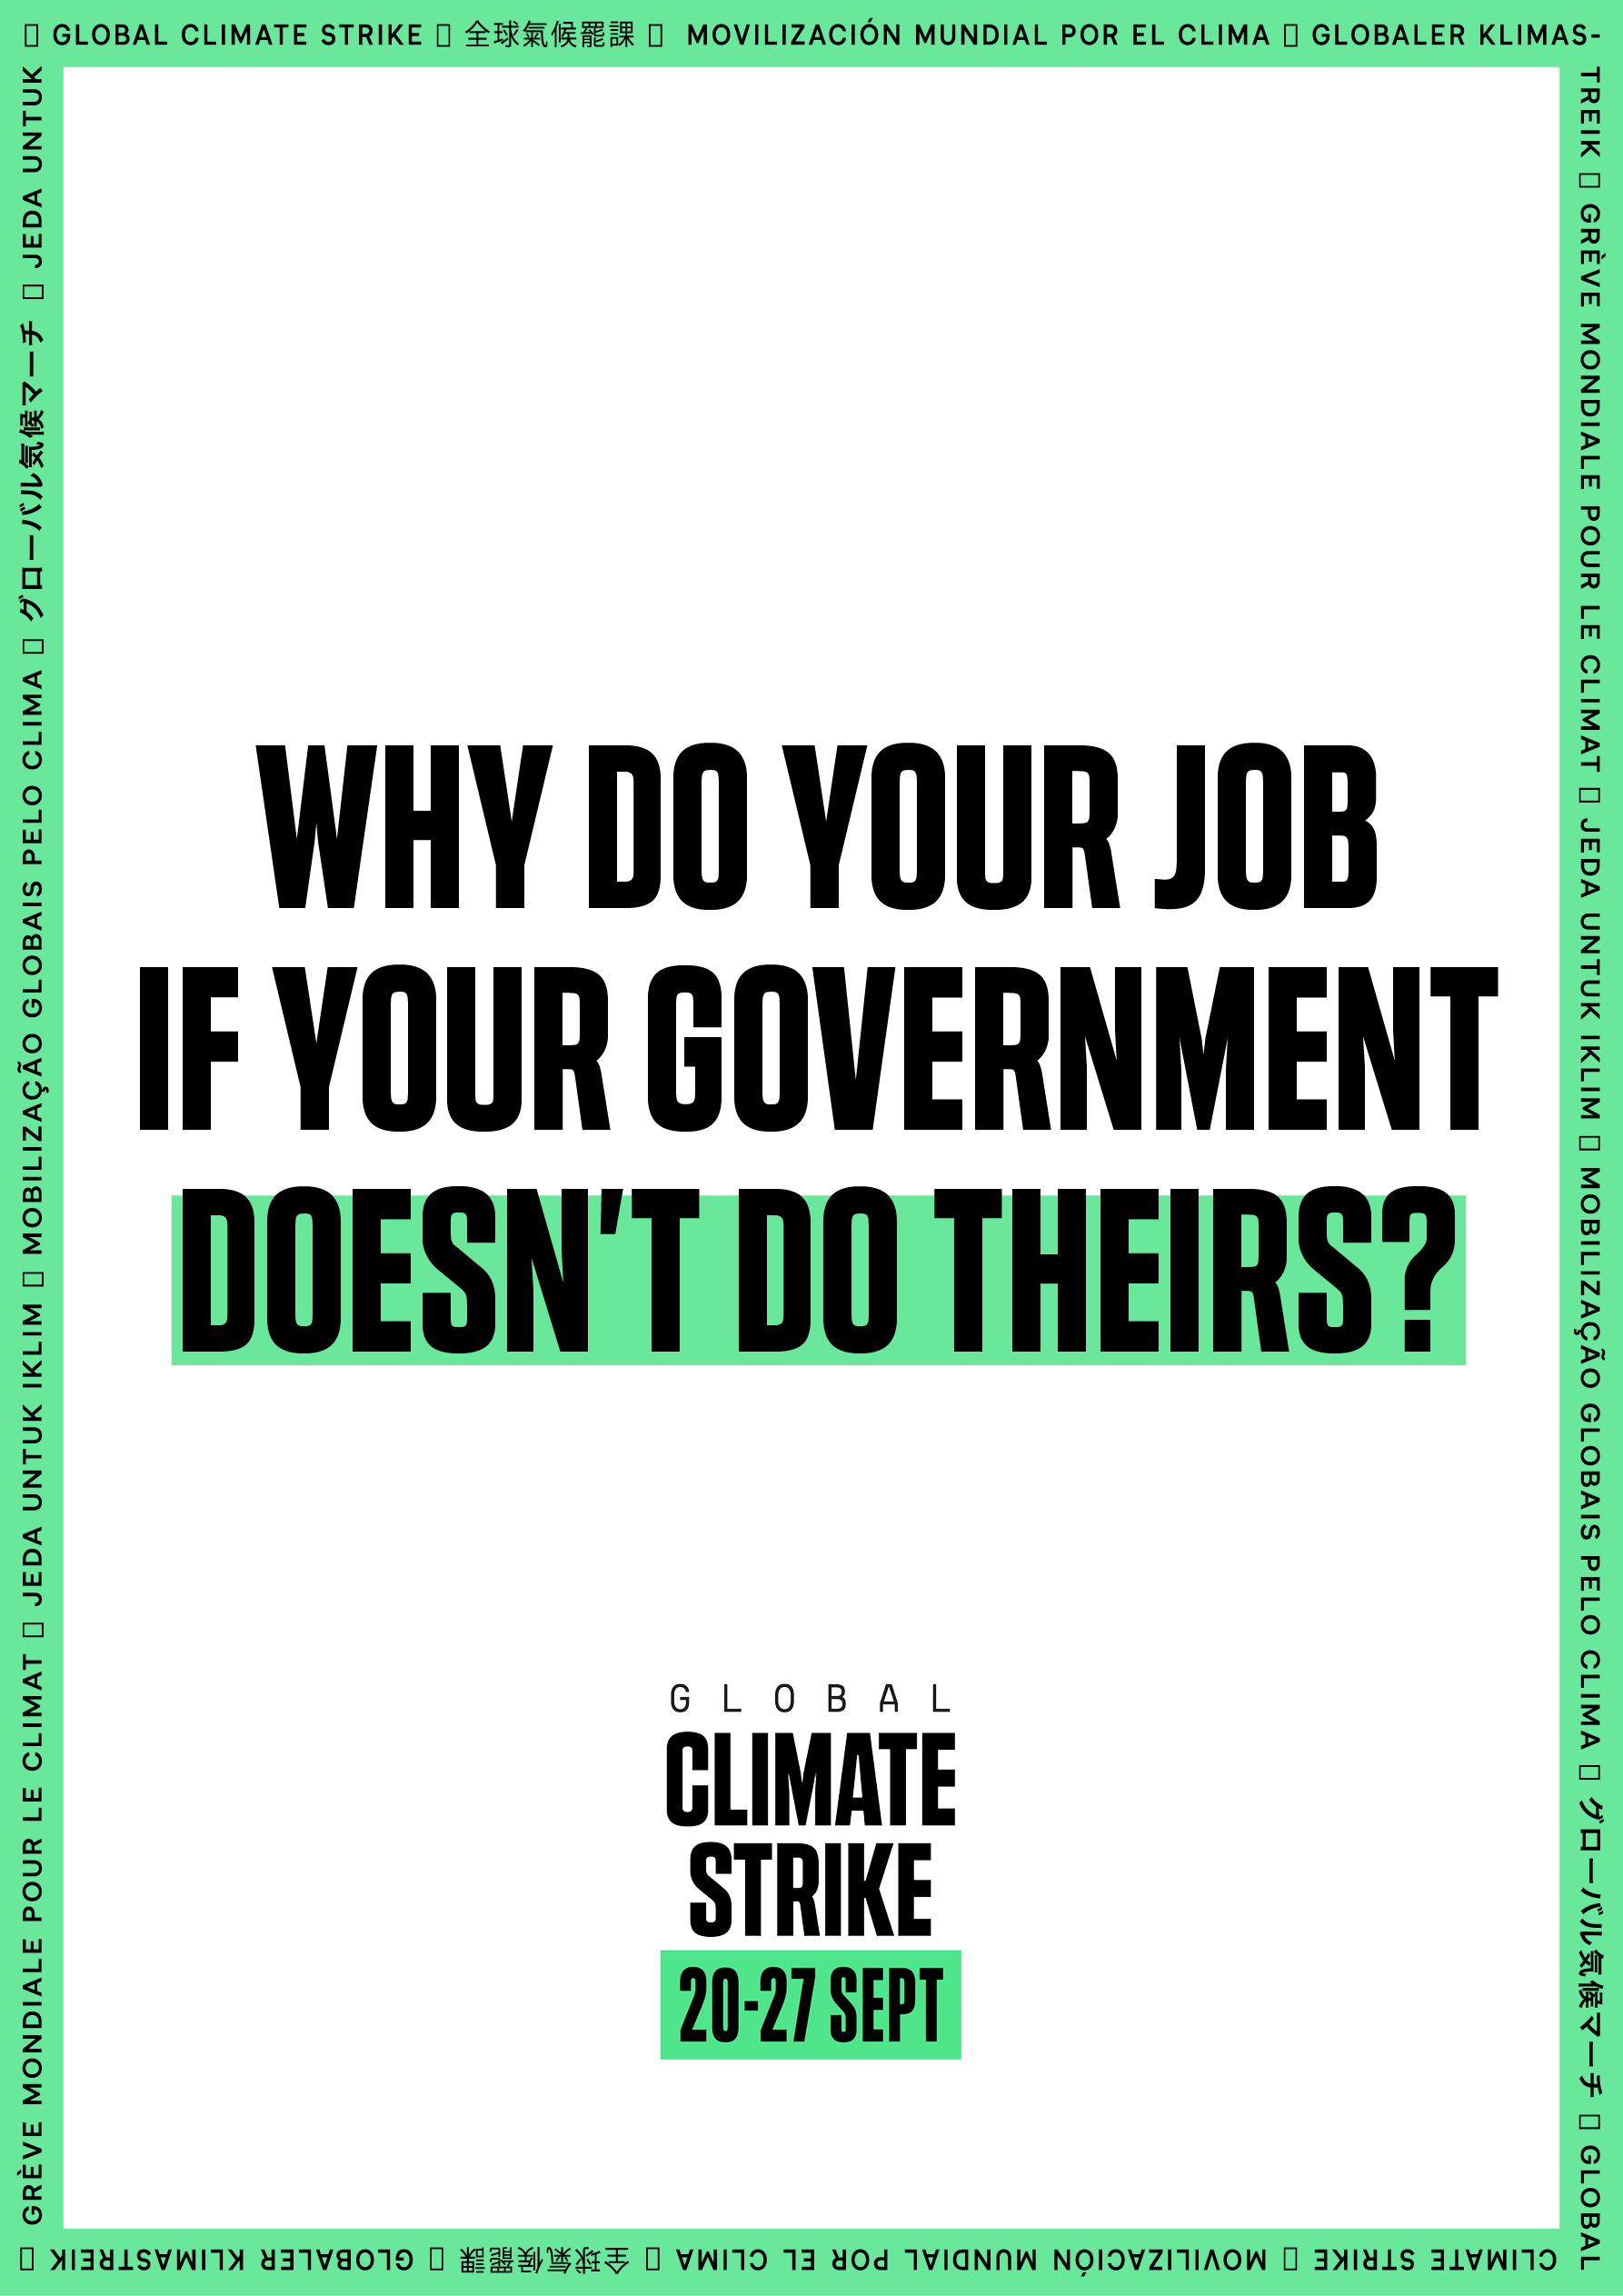 ▯ GLOBAL CLIMATE STRIKE ▯ 全球氣候罷課 ▯ MOVILIZACIÓN MUNDIAL POR EL CLIMA ▯ GLOBALER KLIMAS-
TREIK ▯ GRÈVE MONDIALE POUR LE CLIMAT ▯ JEDA UNTUK IKLIM ▯ MOBILIZAÇÃO GLOBAIS PELO CLIMA ▯ グローバル気候マーチ ▯ GLOBAL
CLIMATE STRIKE ▯ MOVILIZACIÓN MUNDIAL POR EL CLIMA ▯ 全球氣候罷課 ▯ GLOBALER KLIMASTREIK ▯
GRÈVE MONDIALE POUR LE CLIMAT ▯ JEDA UNTUK IKLIM ▯ MOBILIZAÇÃO GLOBAIS PELO CLIMA ▯ グローバル気候マーチ ▯ JEDA UNTUK
WHY DO YOUR JOB
IF YOUR GOVERNMENT
DOESN'T DO THEIRS?
GLOBAL
CLIMATE
STRIKE
20-27 SEPT